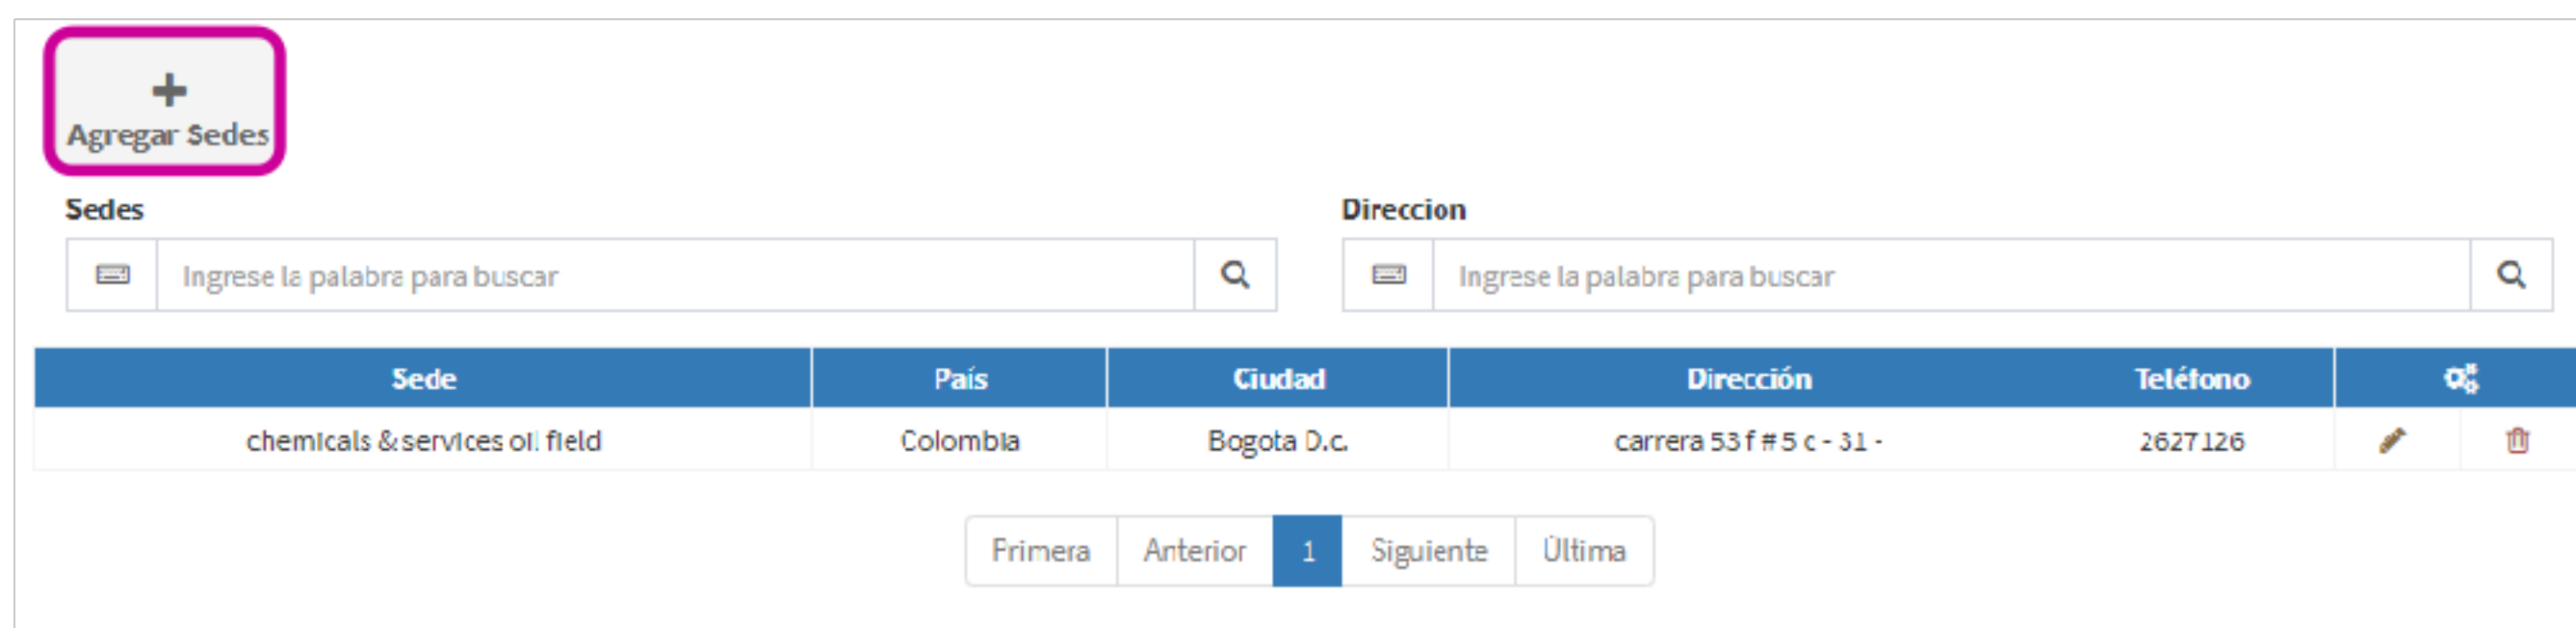 Agregar Sedes
Sedes Direccion
Ingrese la palabra para buscar Ingrese la palabra para buscar
Sede País Ciudad Dirección Teléfono
chemicals & services oil field Colombia Bogota D.c. carrera 53 f # 5 c - 31 - 2627126
Primera Anterior 1 Siguiente Última